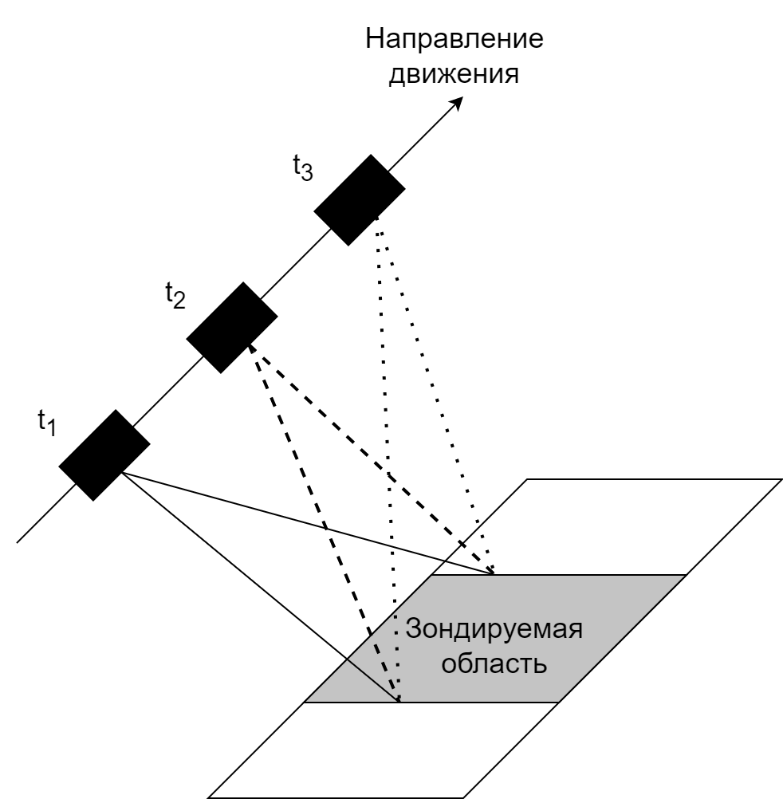 Направление
движения
t3
t2
t1
Зондируемая
область